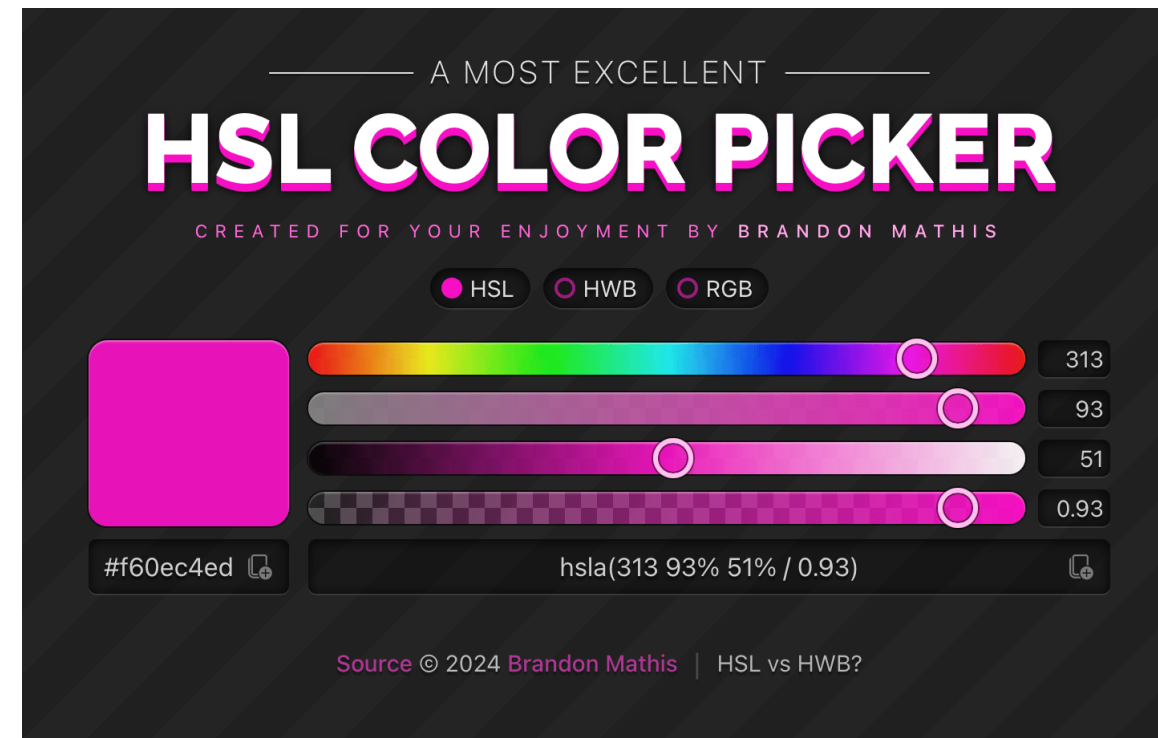 A MOST EXCELLENT
HSL COLOR PICKER
CREATED FOR YOUR ENJOYMENT BY BRANDON MATHIS
HSL HWB RGB
313
93
51
0.93
#f60ec4ed hsla(313 93% 51% / 0.93)
Source © 2024 Brandon Mathis | HSL vs HWB?